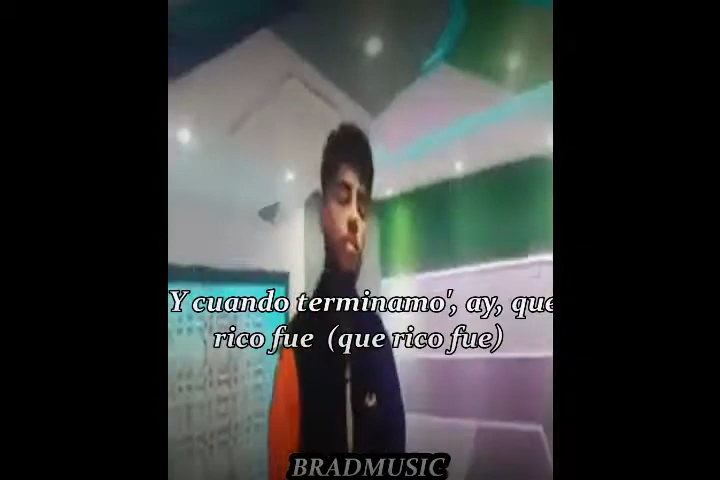 Y cuando terminamo', ay, que
rico fue (que rico fue)
BRADMUSIC